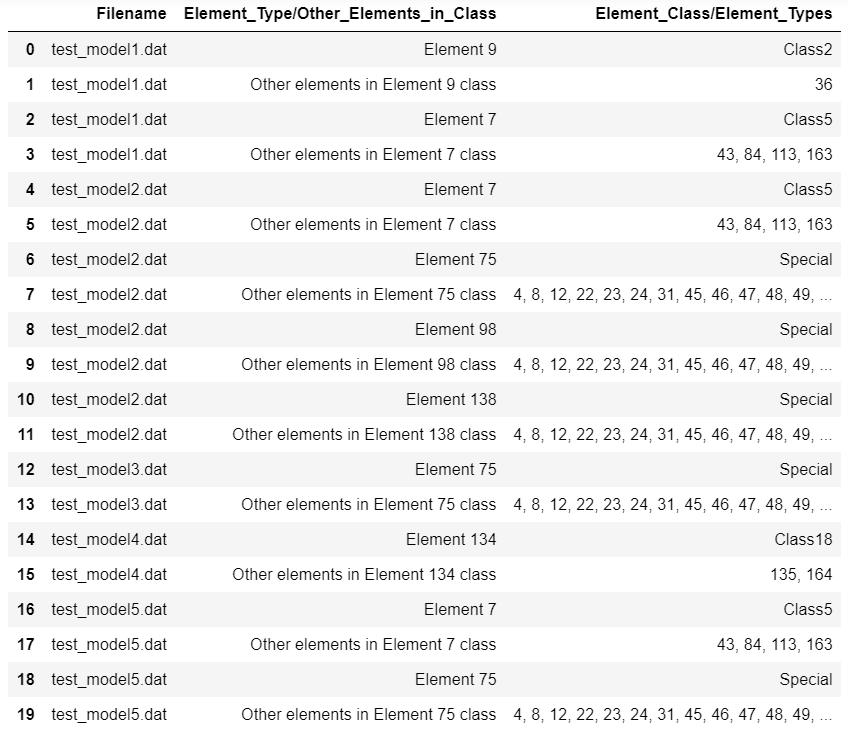 Filename Element_Type/Other_Elements_in_Class Element_Class/Element_Types
0 test_model1.dat Element 9 Class2
1 test_model1.dat Other elements in Element 9 class 36
2 test_model1.dat Element 7 Class5
3 test_model1.dat Other elements in Element 7 class 43, 84, 113, 163
4 test_model2.dat Element 7 Class5
5 test_model2.dat Other elements in Element 7 class 43, 84, 113, 163
6 test_model2.dat Element 75 Special
7 test_model2.dat Other elements in Element 75 class 4, 8, 12, 22, 23, 24, 31, 45, 46, 47, 48, 49, ...
8 test_model2.dat Element 98 Special
9 test_model2.dat Other elements in Element 98 class 4, 8, 12, 22, 23, 24, 31, 45, 46, 47, 48, 49, ...
10 test_model2.dat Element 138 Special
11 test_model2.dat Other elements in Element 138 class 4, 8, 12, 22, 23, 24, 31, 45, 46, 47, 48, 49, ...
12 test_model3.dat Element 75 Special
13 test_model3.dat Other elements in Element 75 class 4, 8, 12, 22, 23, 24, 31, 45, 46, 47, 48, 49, ...
14 test_model4.dat Element 134 Class18
15 test_model4.dat Other elements in Element 134 class 135, 164
16 test_model5.dat Element 7 Class5
17 test_model5.dat Other elements in Element 7 class 43, 84, 113, 163
18 test_model5.dat Element 75 Special
19 test_model5.dat Other elements in Element 75 class 4, 8, 12, 22, 23, 24, 31, 45, 46, 47, 48, 49, ...